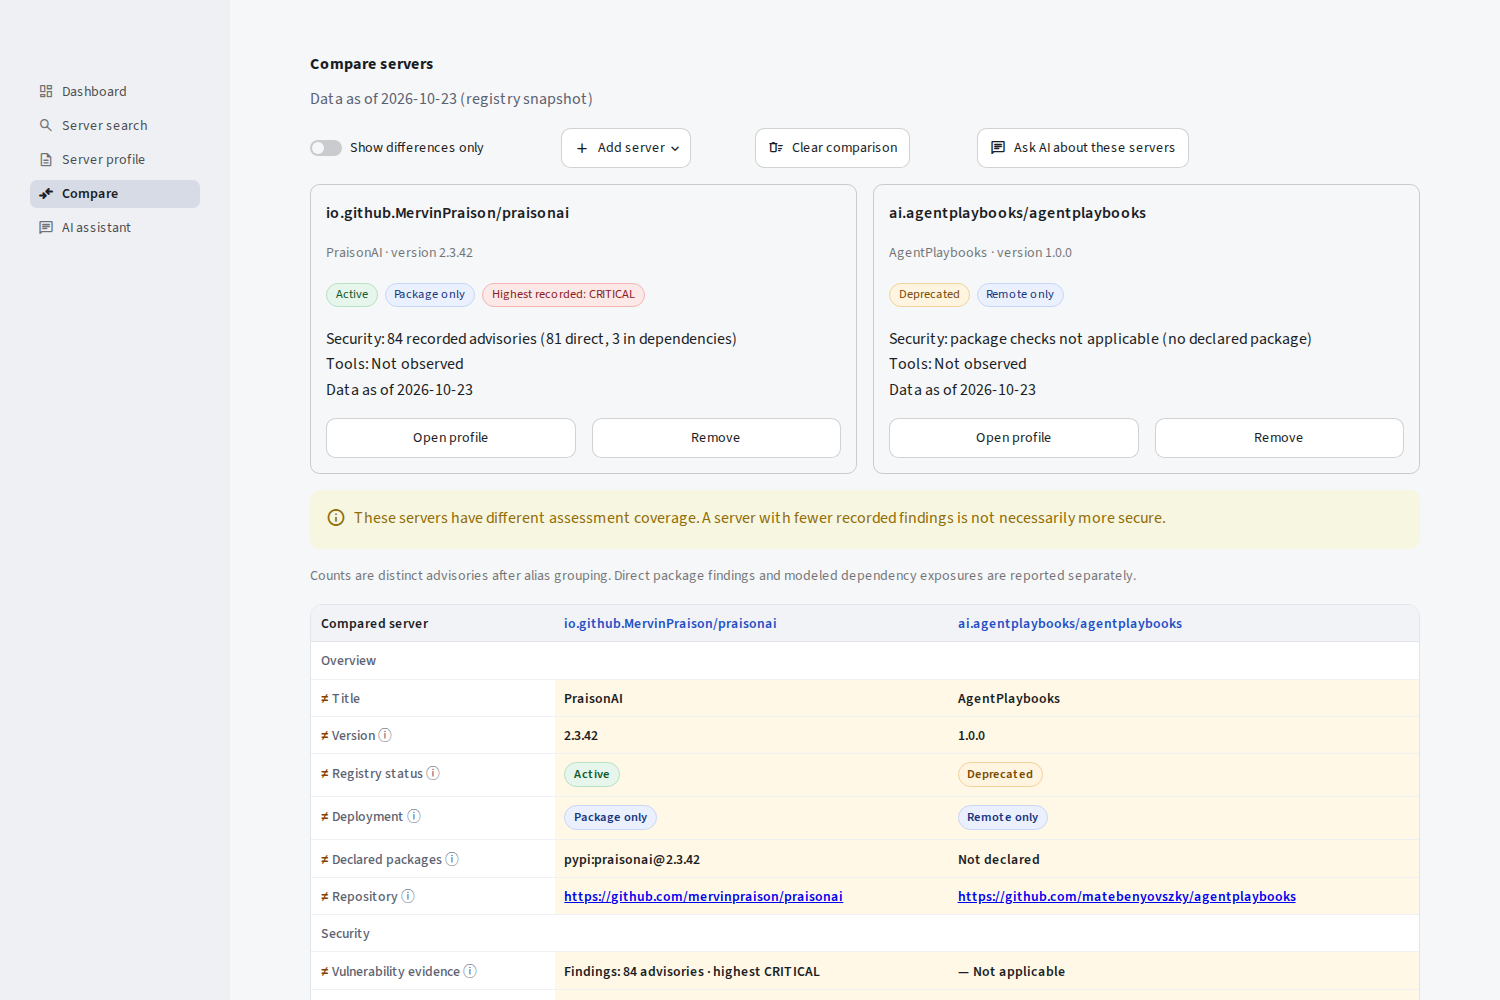 Dashboard
Server search
Server profile
Compare
AI assistant
Compare servers
Data as of 2026-10-23 (registry snapshot)
Show differences only
Add server
Clear comparison
Ask AI about these servers
io.github.MervinPraison/praisonai
PraisonAI · version 2.3.42
Active Package only Highest recorded: CRITICAL
Security: 84 recorded advisories (81 direct, 3 in dependencies)
Tools: Not observed
Data as of 2026-10-23
Open profile Remove
ai.agentplaybooks/agentplaybooks
AgentPlaybooks · version 1.0.0
Deprecated Remote only
Security: package checks not applicable (no declared package)
Tools: Not observed
Data as of 2026-10-23
Open profile Remove
These servers have different assessment coverage. A server with fewer recorded findings is not necessarily more secure.
Counts are distinct advisories after alias grouping. Direct package findings and modeled dependency exposures are reported separately.
Compared server io.github.MervinPraison/praisonai ai.agentplaybooks/agentplaybooks
Overview
≠ Title PraisonAI AgentPlaybooks
≠ Version ⓘ 2.3.42 1.0.0
≠ Registry status ⓘ Active Deprecated
≠ Deployment ⓘ Package only Remote only
≠ Declared packages ⓘ pypi:praisonai@2.3.42 Not declared
≠ Repository ⓘ https://github.com/mervinpraison/praisonai https://github.com/matebenyovszky/agentplaybooks
Security
≠ Vulnerability evidence ⓘ Findings: 84 advisories · highest CRITICAL — Not applicable